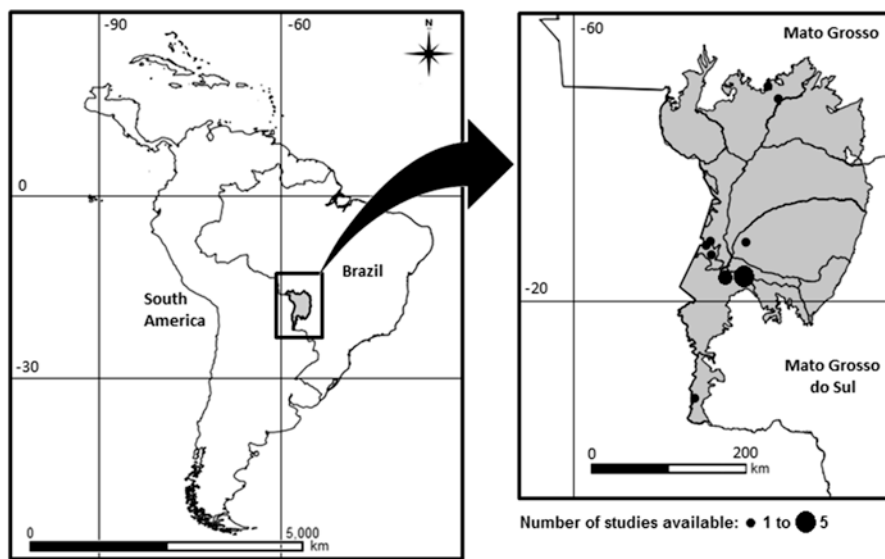 -90
-60
N
0
Brazil
South
America
-30
0
5,000
km
-60
Mato Grosso
-20
Mato Grosso
do Sul
0
200
km
Number of studies available: 1 to 5